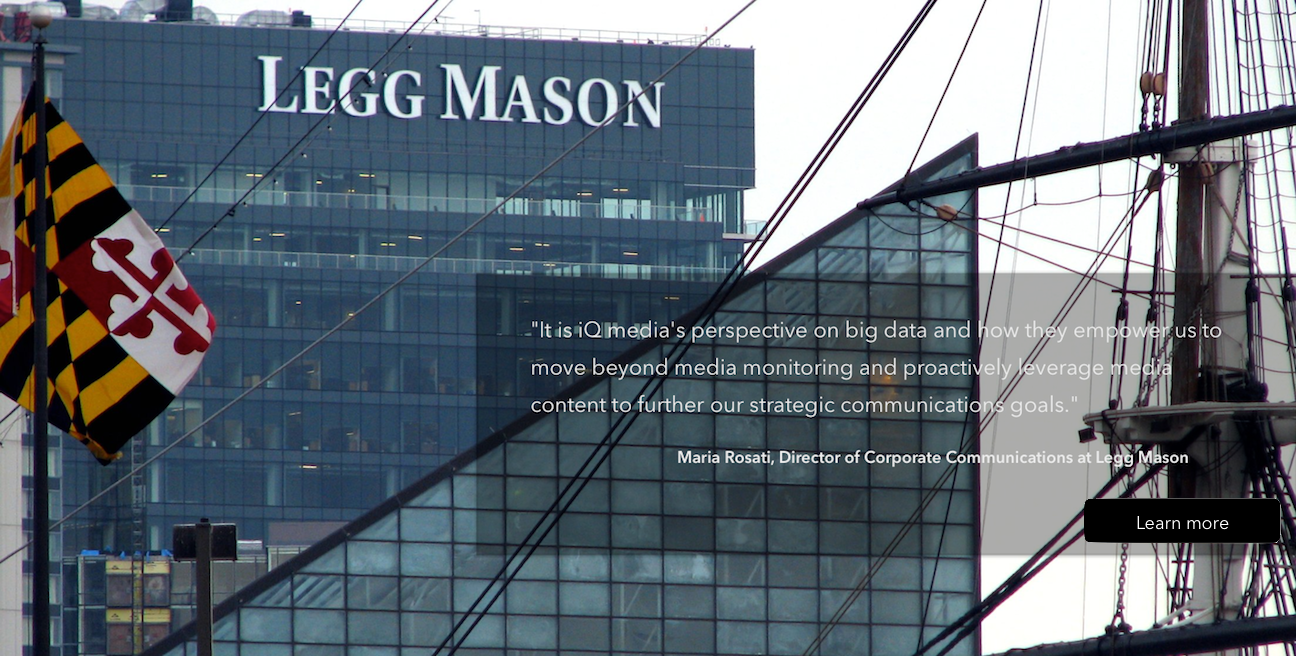 LEGG MASON
"It is iQ media's perspective on big data and how they empower us to
move beyond media monitoring and proactively leverage media
content to further our strategic communications goals."
Maria Rosati, Director of Corporate Communications at Legg Mason
Learn more